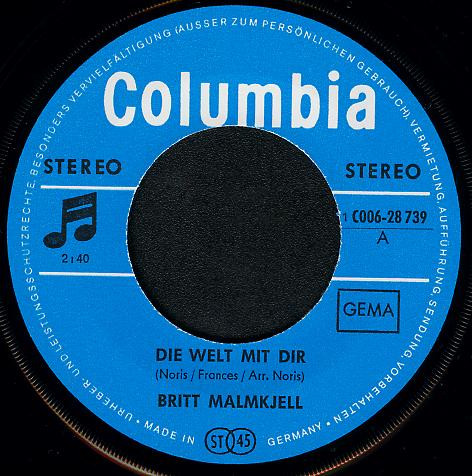 URHEBER- UND LEISTUNGSSCHUTZRECHTE, BESONDERS VERVIELFÄLTIGUNG (AUSSER ZUM PERSÖNLICHEN GEBRAUCH), VERMIETUNG, AUFFÜHRUNG, SENDUNG, VORBEHALTEN •
Columbia
STEREO
STEREO
2:40
1 C006-28 739
A
GEMA
DIE WELT MIT DIR
(Noris / Frances / Arr. Noris)
BRITT MALMKJELL
MADE IN ST 45 GERMANY •